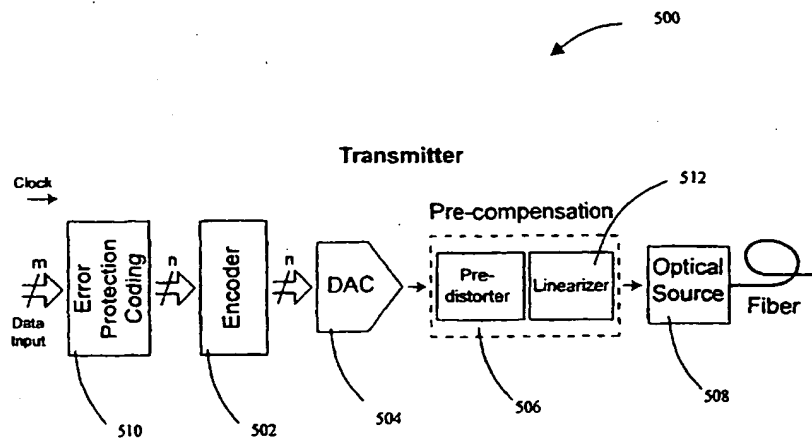 500
Transmitter
512
Clock
Pre-compensation
m
Error
Protection
Coding
n
Encoder
n
DAC
Pre-
distorter
Linearizer
Optical
Source
Fiber
Data
Input
510
502
504
506
508